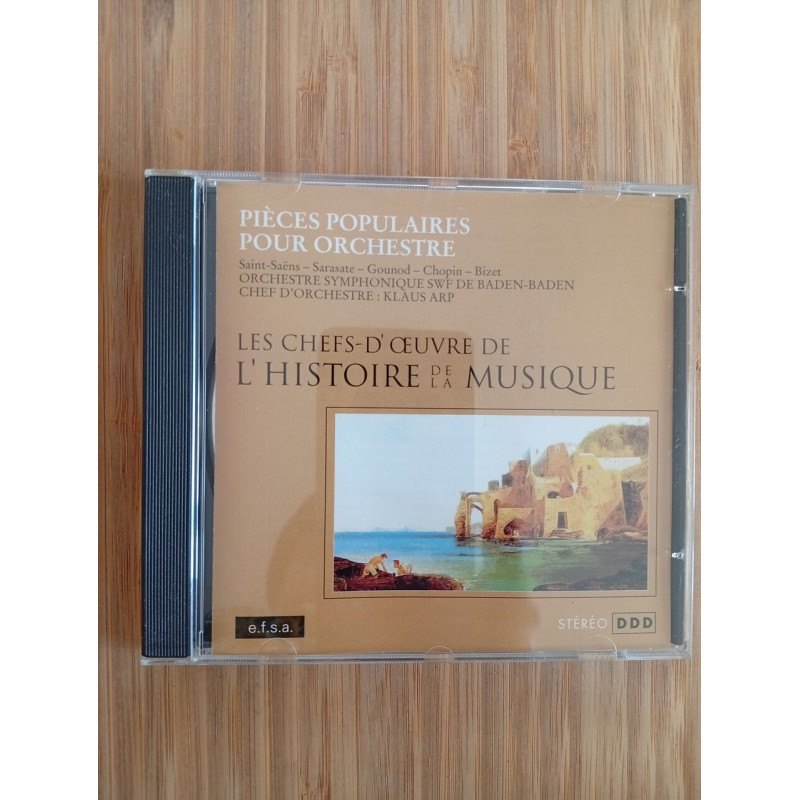 PIÈCES POPULAIRES
POUR ORCHESTRE
Saint-Saëns – Sarasate – Gounod – Chopin – Bizet
ORCHESTRE SYMPHONIQUE SWF DE BADEN-BADEN
CHEF D'ORCHESTRE : KLAUS ARP
LES CHEFS-D'ŒUVRE DE
L'HISTOIRE DE LA MUSIQUE
e.f.s.a.
STÉRÉO DDD